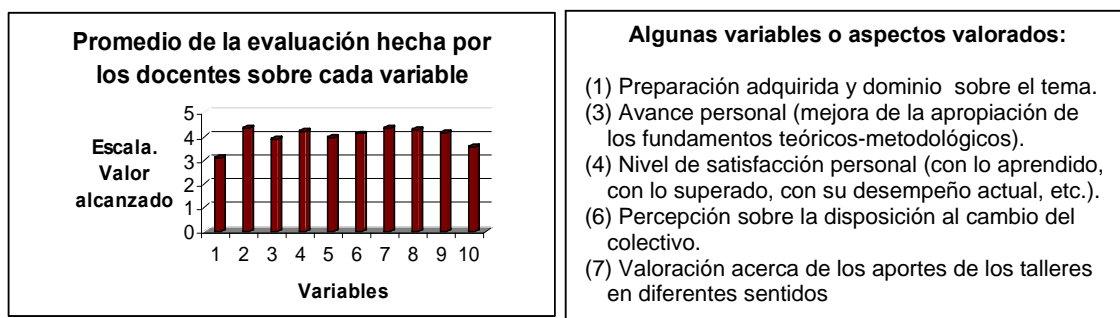 Promedio de la evaluación hecha por
los docentes sobre cada variable
5
4
3
2
1
0
Escala.
Valor
alcanzado
1 2 3 4 5 6 7 8 9 10
Variables
Algunas variables o aspectos valorados:
(1) Preparación adquirida y dominio sobre el tema.
(3) Avance personal (mejora de la apropiación de
los fundamentos teóricos-metodológicos).
(4) Nivel de satisfacción personal (con lo aprendido,
con lo superado, con su desempeño actual, etc.).
(6) Percepción sobre la disposición al cambio del
colectivo.
(7) Valoración acerca de los aportes de los talleres
en diferentes sentidos